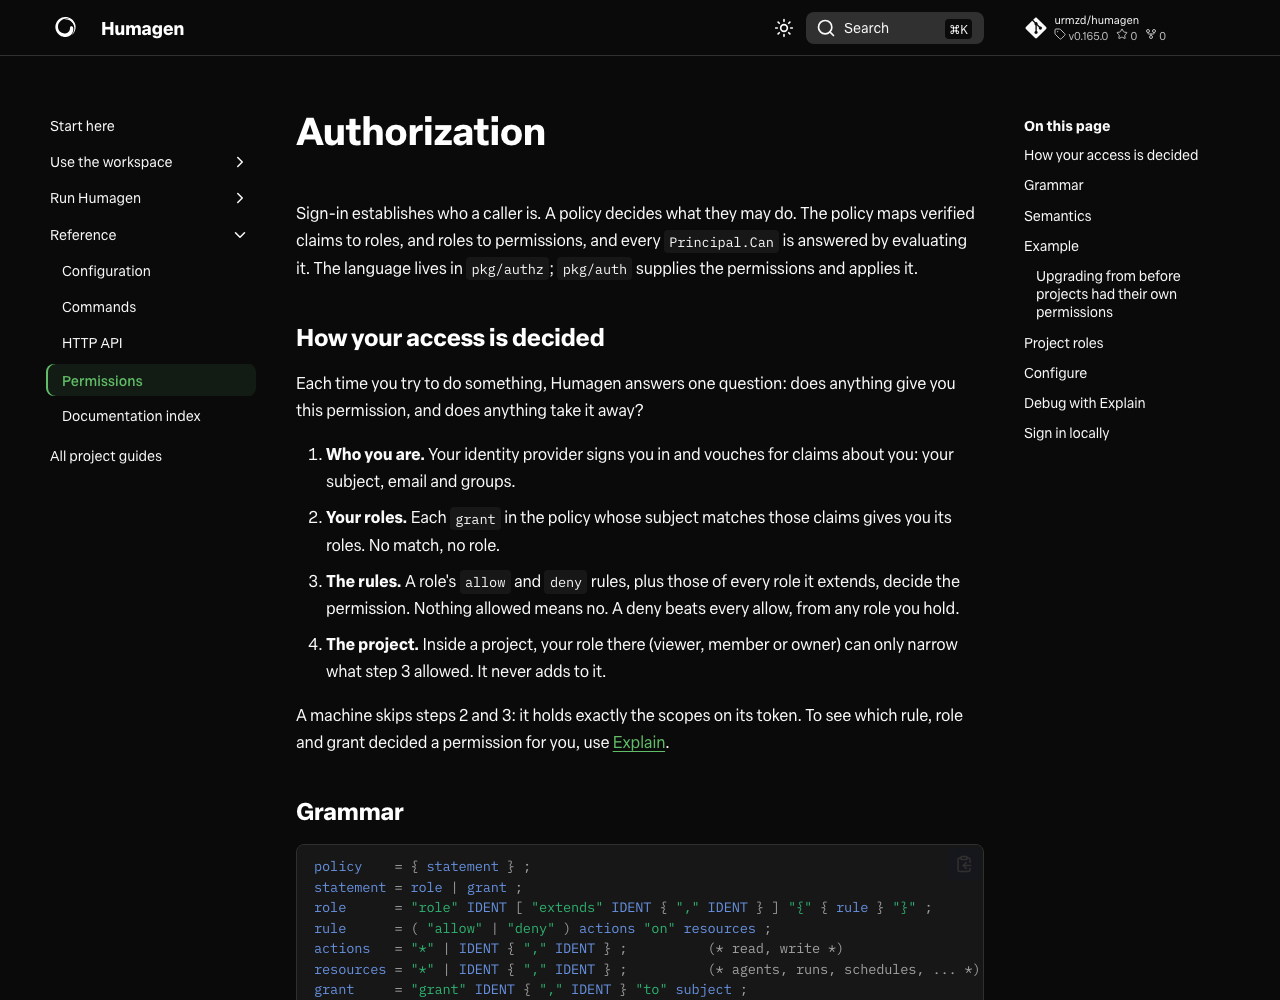 Humagen
Search
⌘K
urmzd/humagen
v0.165.0 0 0
Start here
Use the workspace
Run Humagen
Reference
Configuration
Commands
HTTP API
Permissions
Documentation index
All project guides
Authorization
Sign-in establishes who a caller is. A policy decides what they may do. The policy maps verified
claims to roles, and roles to permissions, and every Principal.Can is answered by evaluating
it. The language lives in pkg/authz; pkg/auth supplies the permissions and applies it.
How your access is decided
Each time you try to do something, Humagen answers one question: does anything give you
this permission, and does anything take it away?
1. Who you are. Your identity provider signs you in and vouches for claims about you: your
subject, email and groups.
2. Your roles. Each grant in the policy whose subject matches those claims gives you its
roles. No match, no role.
3. The rules. A role's allow and deny rules, plus those of every role it extends, decide the
permission. Nothing allowed means no. A deny beats every allow, from any role you hold.
4. The project. Inside a project, your role there (viewer, member or owner) can only narrow
what step 3 allowed. It never adds to it.
A machine skips steps 2 and 3: it holds exactly the scopes on its token. To see which rule, role
and grant decided a permission for you, use Explain.
Grammar
policy    = { statement } ;
statement = role | grant ;
role      = "role" IDENT [ "extends" IDENT { "," IDENT } ] "{" { rule } "}" ;
rule      = ( "allow" | "deny" ) actions "on" resources ;
actions   = "*" | IDENT { "," IDENT } ;          (* read, write *)
resources = "*" | IDENT { "," IDENT } ;          (* agents, runs, schedules, ... *)
grant     = "grant" IDENT { "," IDENT } "to" subject ;
On this page
How your access is decided
Grammar
Semantics
Example
Upgrading from before
projects had their own
permissions
Project roles
Configure
Debug with Explain
Sign in locally